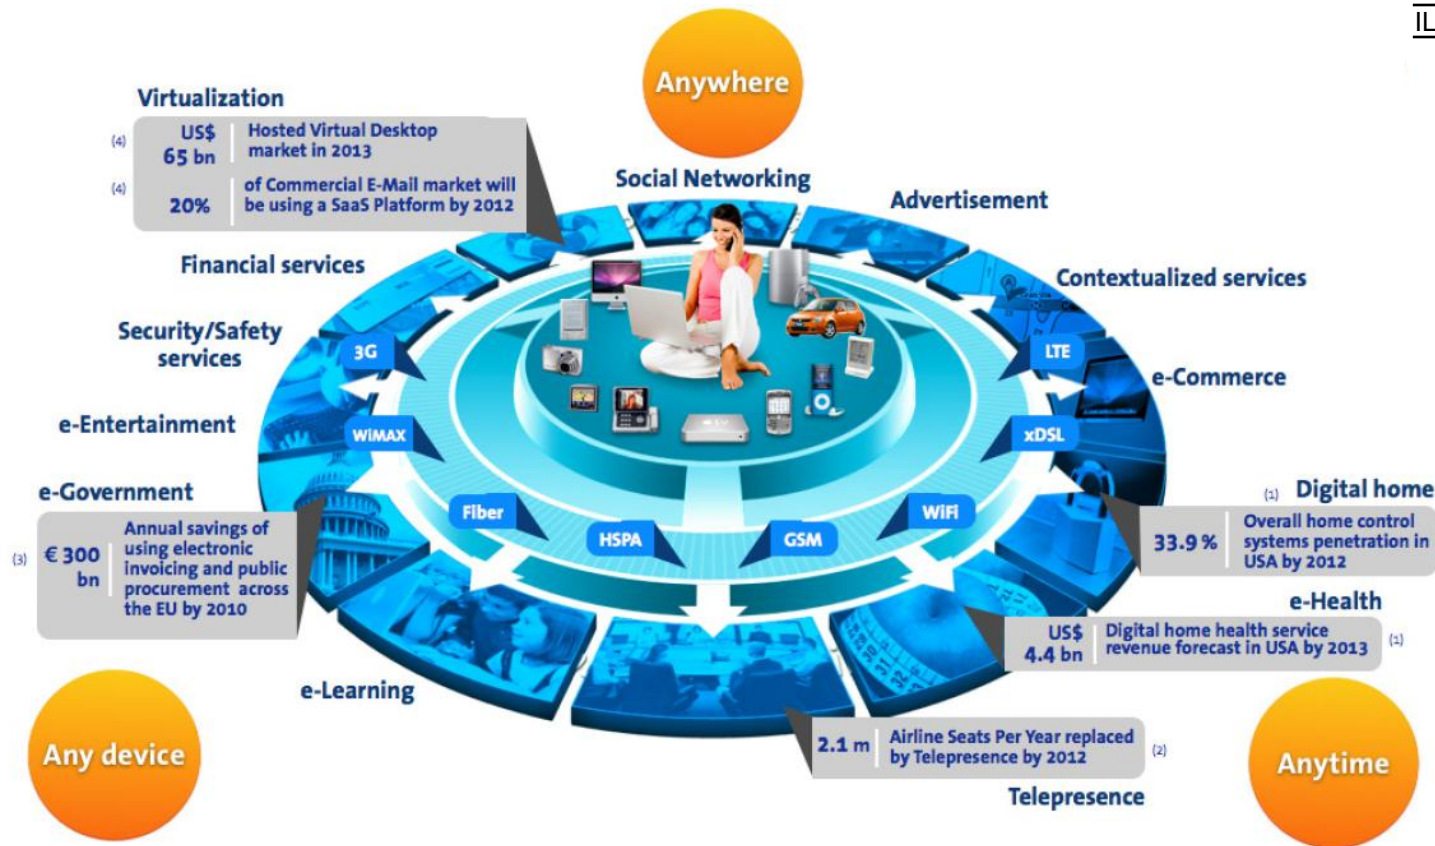 IL
Anywhere
Virtualization
(4)
US$
65 bn
Hosted Virtual Desktop
market in 2013
(4)
20%
of Commercial E-Mail market will
be using a SaaS Platform by 2012
Social Networking
Advertisement
Financial services
Contextualized services
Security/Safety
services
3G
LTE
e-Commerce
e-Entertainment
WiMAX
xDSL
e-Government
(3)
€ 300
bn
Annual savings of
using electronic
invoicing and public
procurement across
the EU by 2010
Fiber
HSPA
GSM
WiFi
(1)
Digital home
33.9 %
Overall home control
systems penetration in
USA by 2012
e-Health
US$
4.4 bn
Digital home health service
revenue forecast in USA by 2013
(1)
e-Learning
2.1 m
Airline Seats Per Year replaced
by Telepresence by 2012
(2)
Telepresence
Any device
Anytime